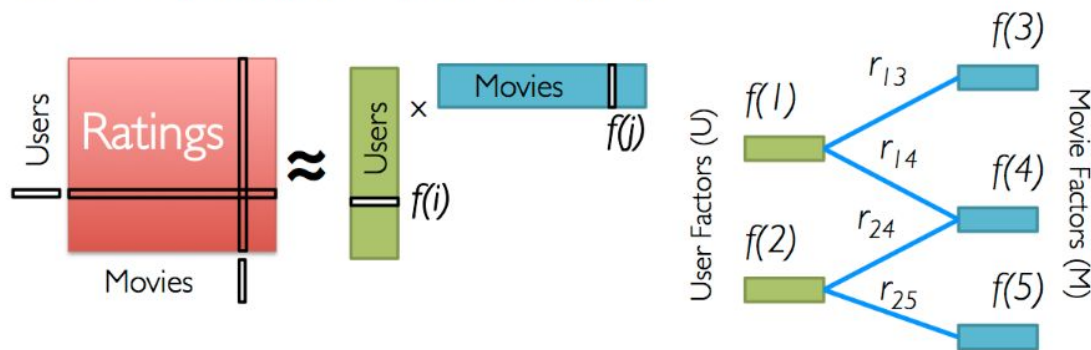 Users
Ratings
Movies
≈
Users
f(i)
×
Movies
f(j)
User Factors (U)
f(1)
f(2)
r13
r14
r24
r25
f(3)
f(4)
f(5)
Movie Factors (M)